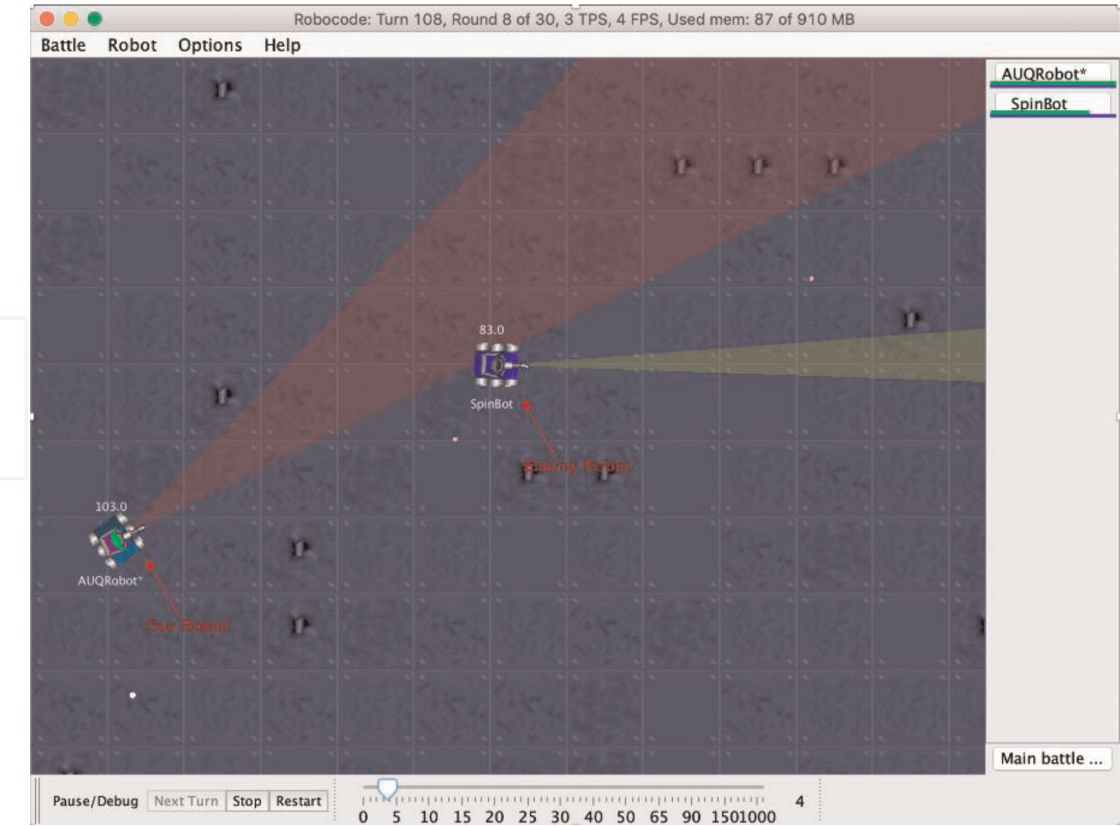 Robocode: Turn 108, Round 8 of 30, 3 TPS, 4 FPS, Used mem: 87 of 910 MB
Battle Robot Options Help
AUQRobot*
SpinBot
83.0
SpinBot
Enemy Robot
103.0
AUQRobot*
Our Robot
Main battle ...
Pause/Debug Next Turn Stop Restart
4
0 5 10 15 20 25 30 40 50 65 90 1501000